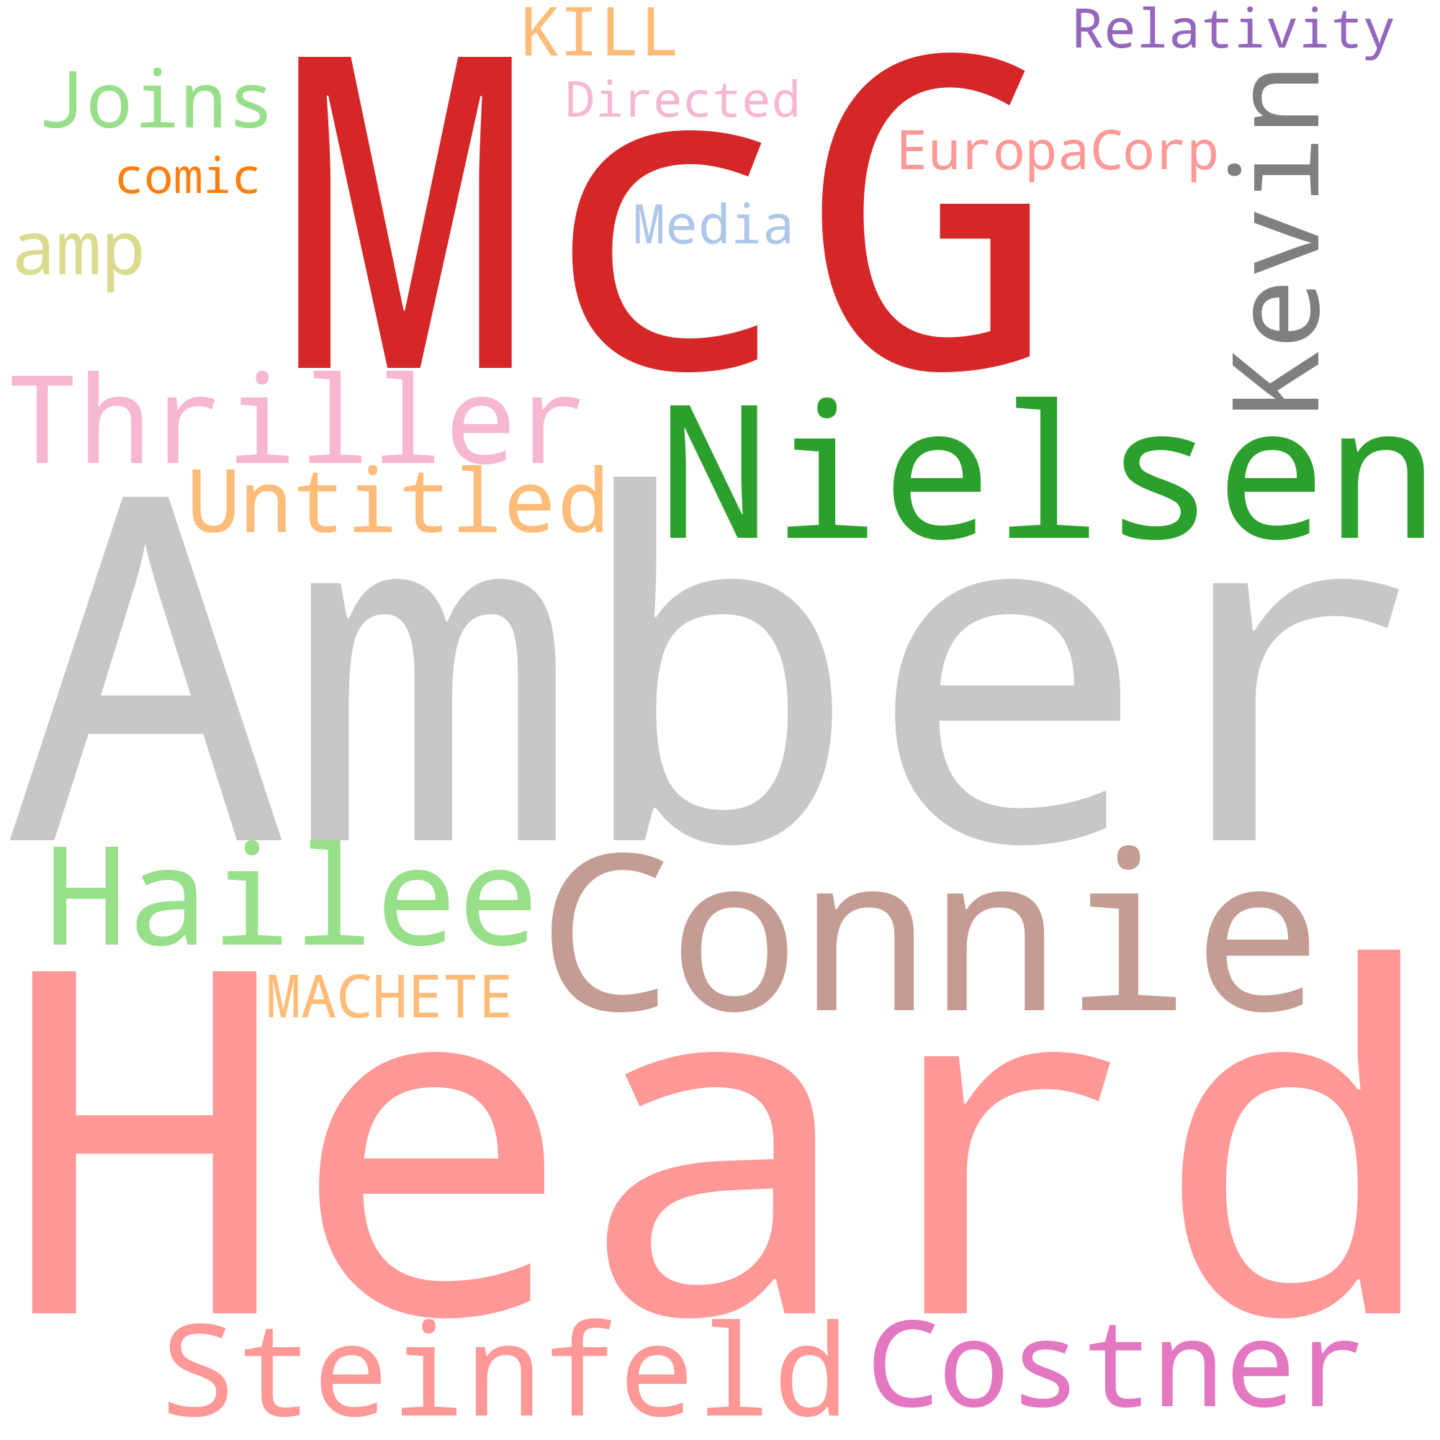 KILL
Relativity
Joins
McG
Directed
Kevin
EuropaCorp
comic
Media
amp
Thriller
Nielsen
Untitled
Amber
Hailee
Connie
MACHETE
Heard
Steinfeld
Costner